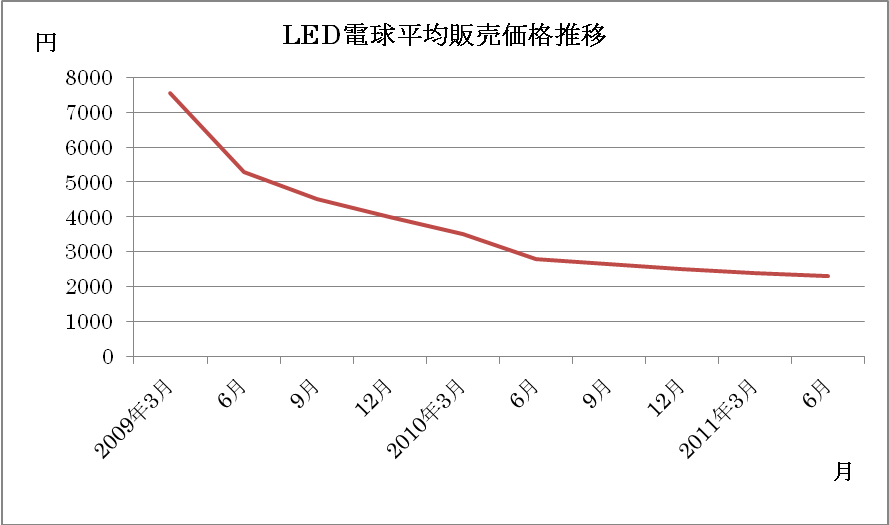 LED電球平均販売価格推移
円
8000
7000
6000
5000
4000
3000
2000
1000
0
2009年3月
6月
9月
12月
2010年3月
6月
9月
12月
2011年3月
6月
月